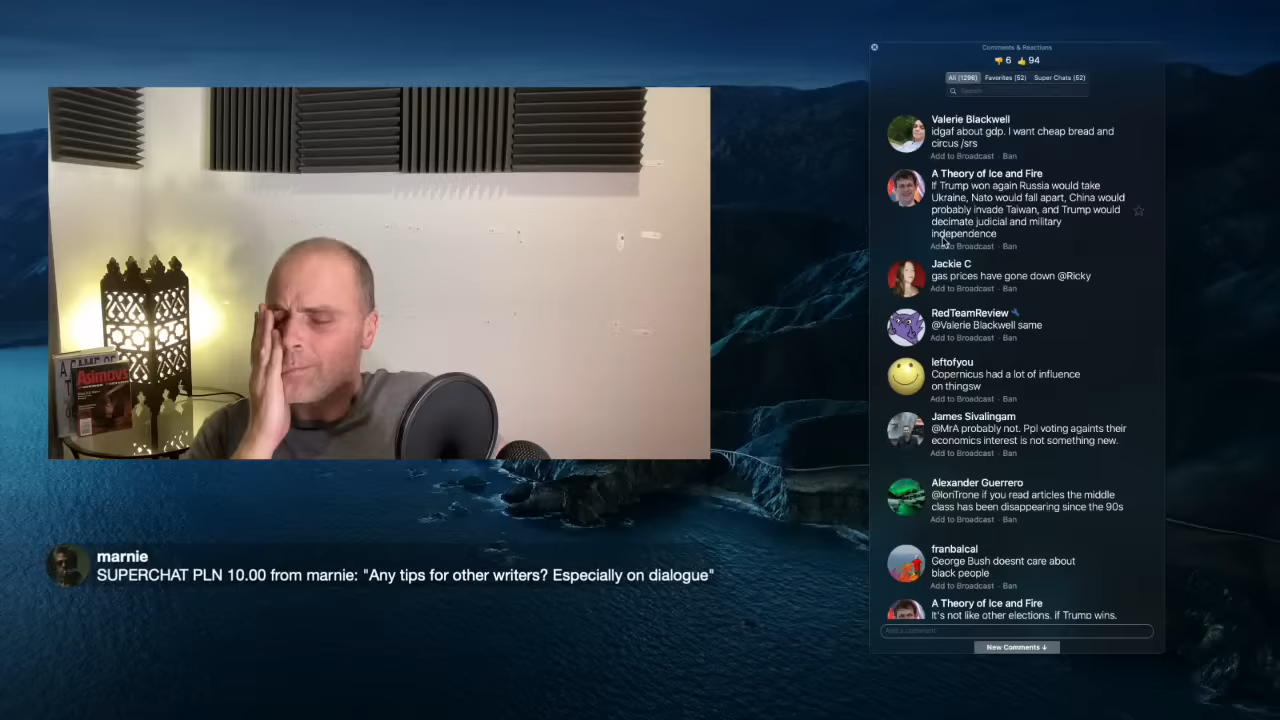 A GAME OF
Asimov's
marnie
SUPERCHAT PLN 10.00 from marnie: "Any tips for other writers? Especially on dialogue"
Comments & Reactions
👎 6 👍 94
All (1296) Favorites (52) Super Chats (52)
Search
Valerie Blackwell
idgaf about gdp. I want cheap bread and
circus /srs
Add to Broadcast · Ban
A Theory of Ice and Fire
If Trump won again Russia would take
Ukraine, Nato would fall apart, China would
probably invade Taiwan, and Trump would
decimate judicial and military
independence
Add to Broadcast · Ban
Jackie C
gas prices have gone down @Ricky
Add to Broadcast · Ban
RedTeamReview
@Valerie Blackwell same
Add to Broadcast · Ban
leftofyou
Copernicus had a lot of influence
on thingsw
Add to Broadcast · Ban
James Sivalingam
@MrA probably not. Ppl voting againts their
economics interest is not something new.
Add to Broadcast · Ban
Alexander Guerrero
@IonTrone if you read articles the middle
class has been disappearing since the 90s
Add to Broadcast · Ban
franbalcal
George Bush doesnt care about
black people
Add to Broadcast · Ban
A Theory of Ice and Fire
It's not like other elections. if Trump wins.
Add a comment
New Comments ↓